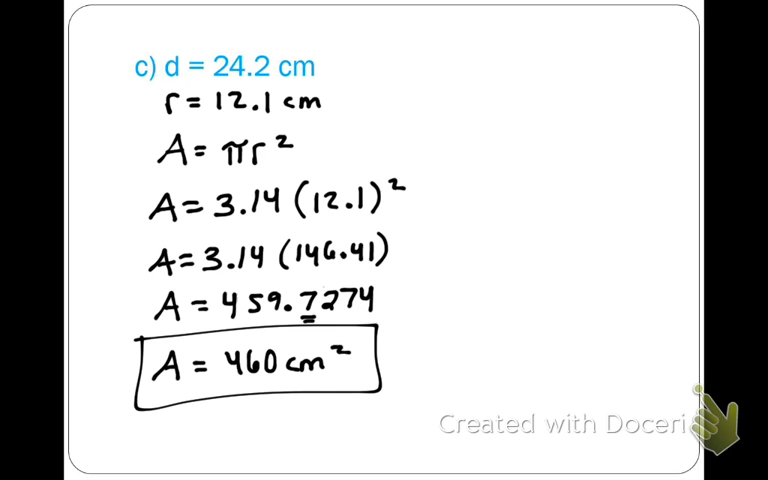 c) d = 24.2 cm
r = 12.1 cm
A = πr²
A = 3.14 (12.1)²
A = 3.14 (146.41)
A = 459.7274
A = 460 cm²
Created with Doceri